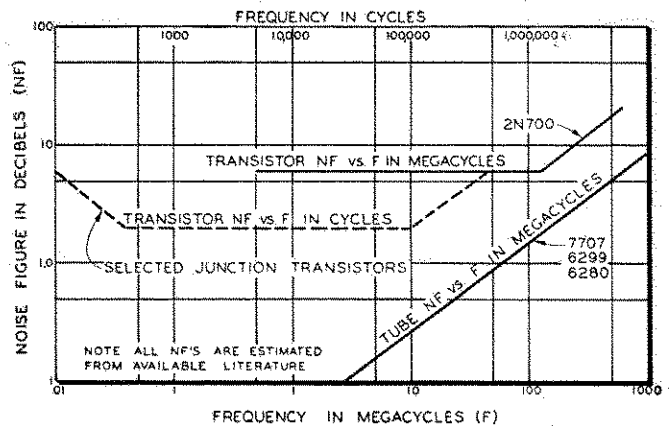 FREQUENCY IN CYCLES
1000 10,000 100,000 1,000,000
NOISE FIGURE IN DECIBELS (NF)
100
10
1.0
.1
2N700
TRANSISTOR NF vs. F IN MEGACYCLES
TRANSISTOR NF vs. F IN CYCLES
SELECTED JUNCTION TRANSISTORS
TUBE NF vs. F IN MEGACYCLES
7707
6299
6280
NOTE ALL NF'S ARE ESTIMATED
FROM AVAILABLE LITERATURE
.01 .1 1 10 100 1000
FREQUENCY IN MEGACYCLES (F)